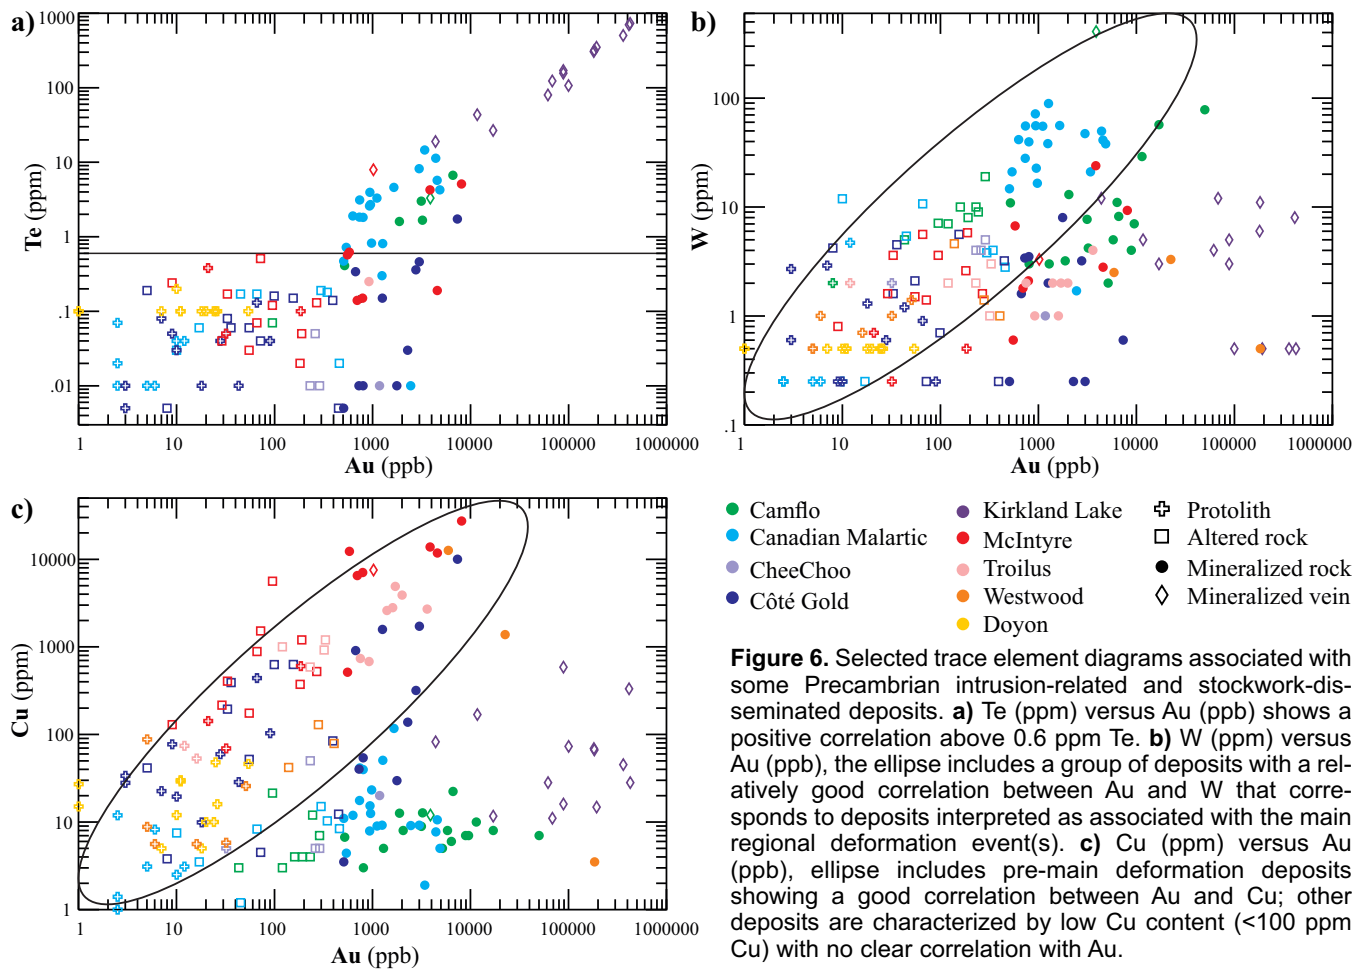 a)
1000
100
10
1
.1
.01
Te (ppm)
1 10 100 1000 10000 100000 1000000
Au (ppb)
b)
100
10
1
.1
W (ppm)
1 10 100 1000 10000 100000 1000000
Au (ppb)
c)
10000
1000
100
10
1
Cu (ppm)
1 10 100 1000 10000 100000 1000000
Au (ppb)
Camflo
Canadian Malartic
CheeChoo
Côté Gold
Kirkland Lake
McIntyre
Troilus
Westwood
Doyon
Protolith
Altered rock
Mineralized rock
Mineralized vein
Figure 6. Selected trace element diagrams associated with
some Precambrian intrusion-related and stockwork-dis-
seminated deposits. a) Te (ppm) versus Au (ppb) shows a
positive correlation above 0.6 ppm Te. b) W (ppm) versus
Au (ppb), the ellipse includes a group of deposits with a rel-
atively good correlation between Au and W that corre-
sponds to deposits interpreted as associated with the main
regional deformation event(s). c) Cu (ppm) versus Au
(ppb), ellipse includes pre-main deformation deposits
showing a good correlation between Au and Cu; other
deposits are characterized by low Cu content (<100 ppm
Cu) with no clear correlation with Au.